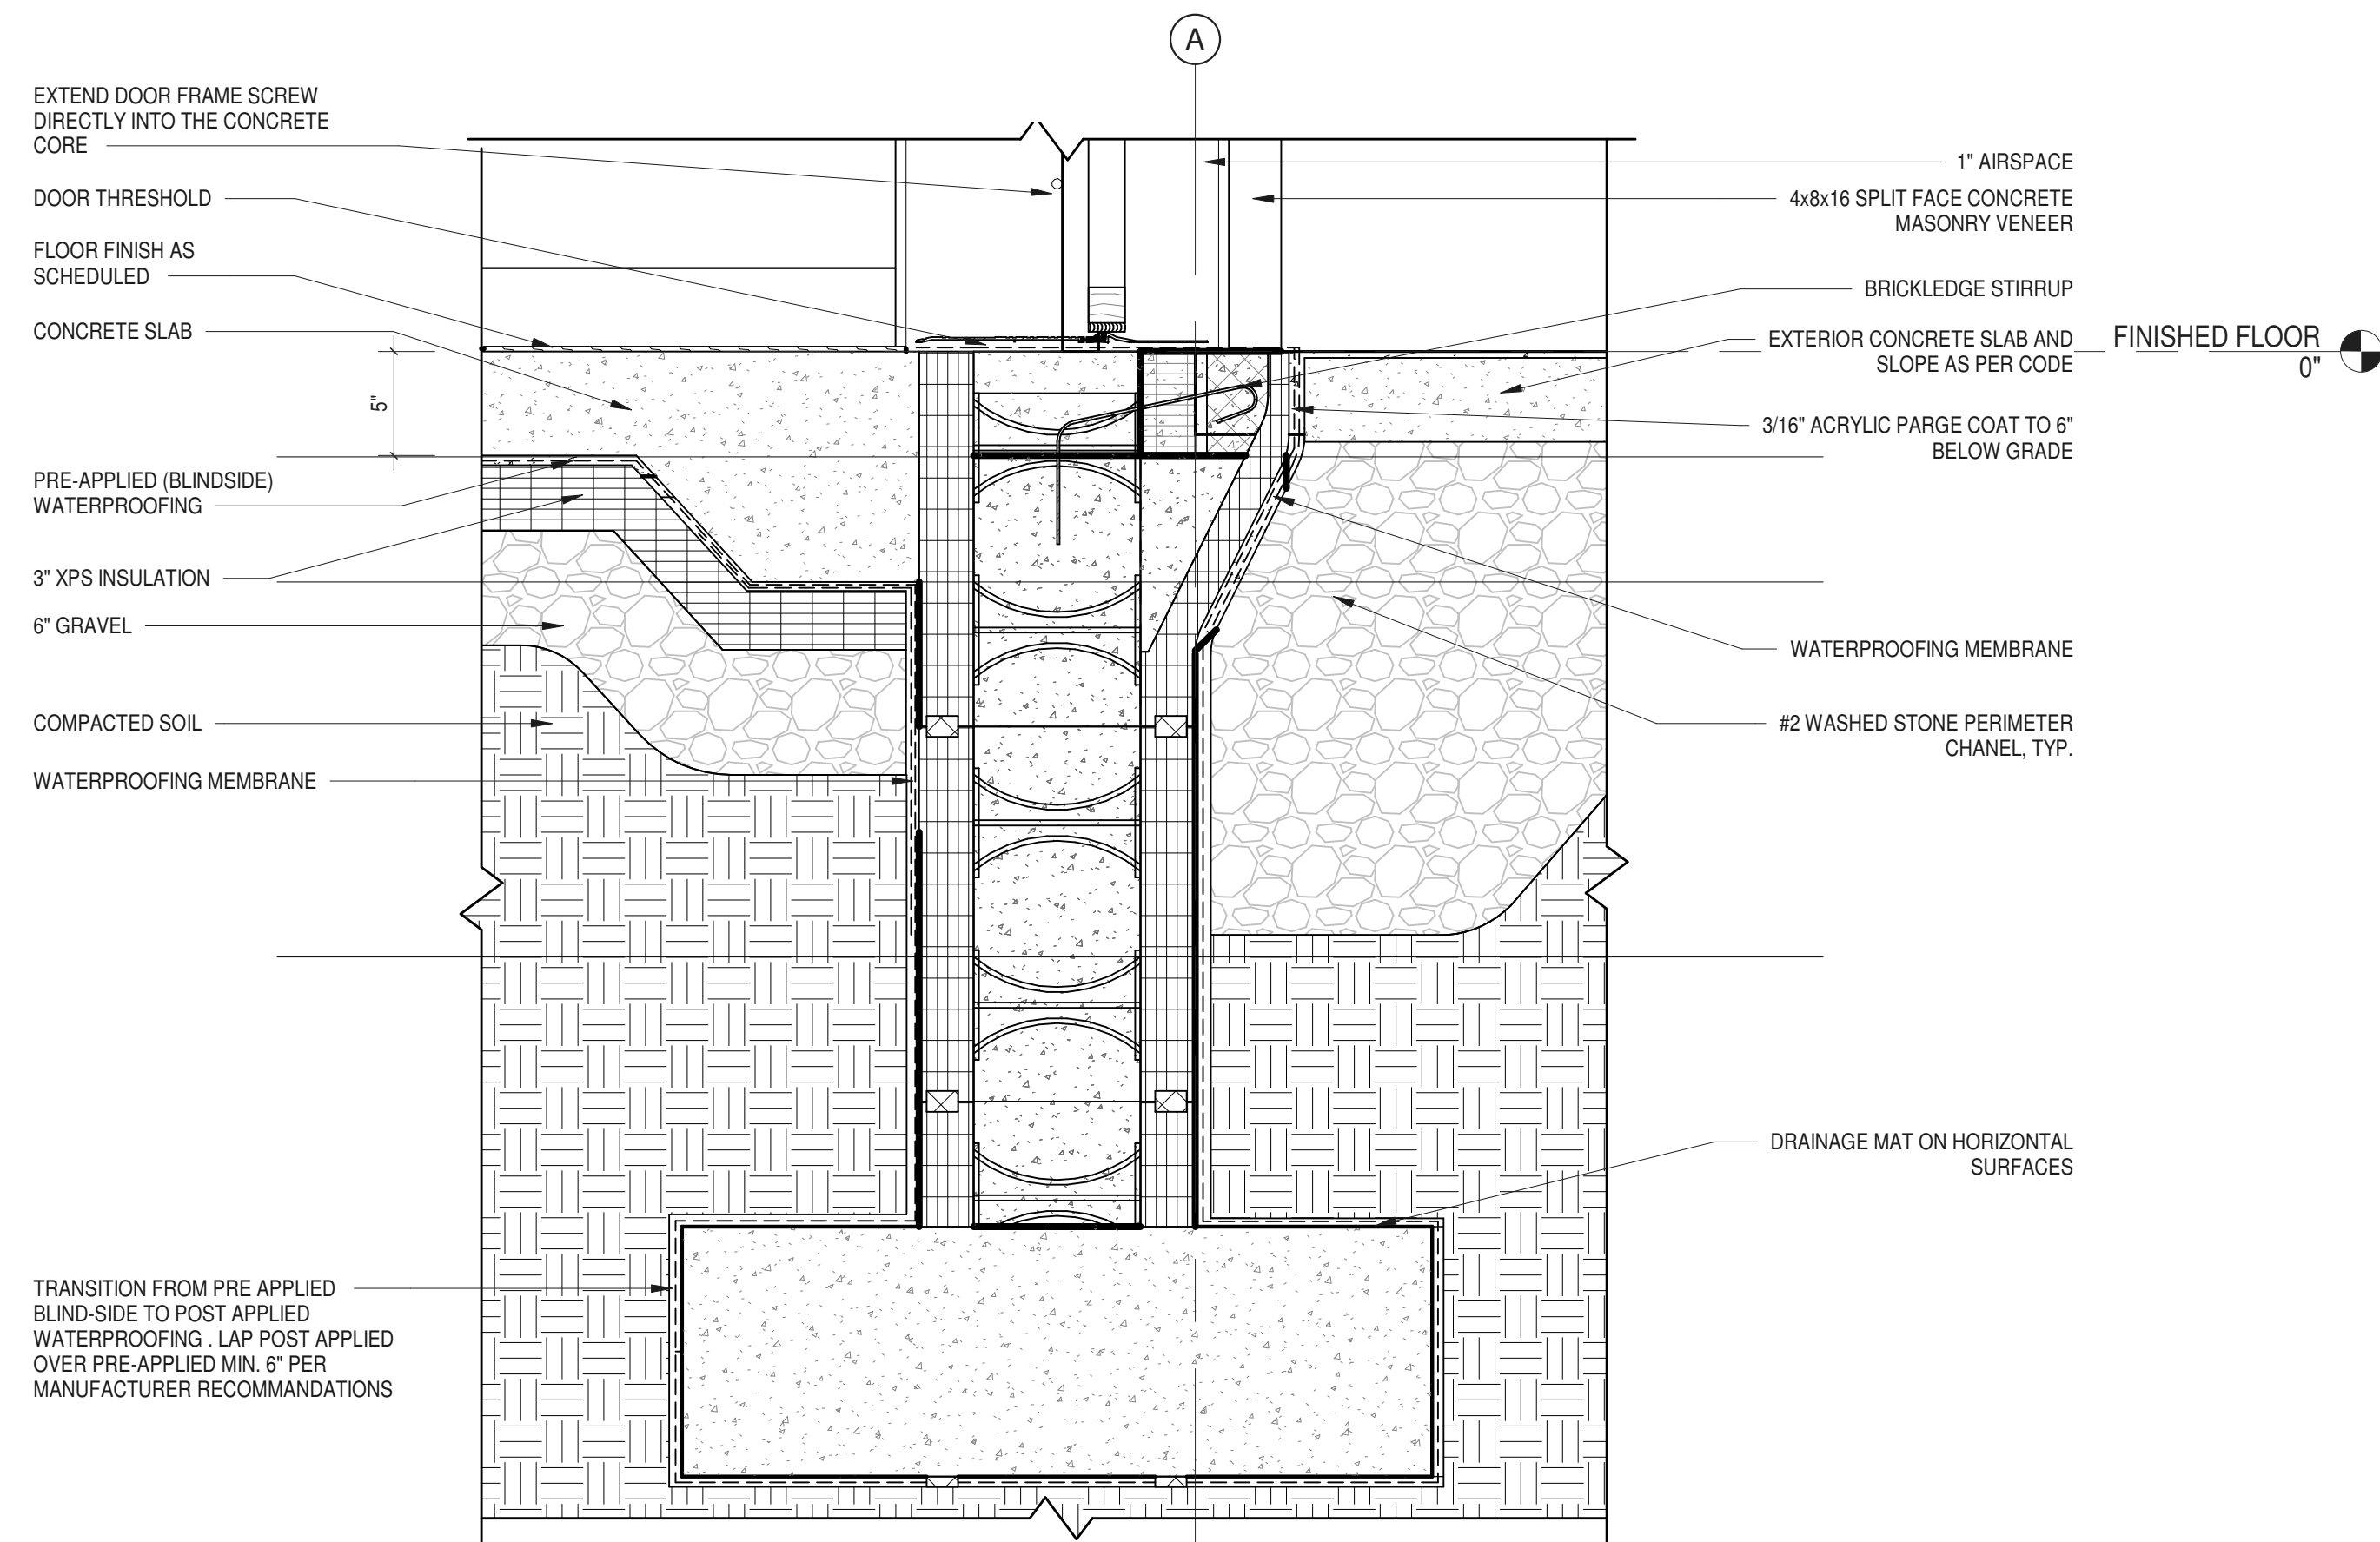 A
EXTEND DOOR FRAME SCREW
DIRECTLY INTO THE CONCRETE
CORE
DOOR THRESHOLD
FLOOR FINISH AS
SCHEDULED
CONCRETE SLAB
5"
PRE-APPLIED (BLINDSIDE)
WATERPROOFING
3" XPS INSULATION
6" GRAVEL
COMPACTED SOIL
WATERPROOFING MEMBRANE
TRANSITION FROM PRE APPLIED
BLIND-SIDE TO POST APPLIED
WATERPROOFING . LAP POST APPLIED
OVER PRE-APPLIED MIN. 6" PER
MANUFACTURER RECOMMANDATIONS
1" AIRSPACE
4x8x16 SPLIT FACE CONCRETE
MASONRY VENEER
BRICKLEDGE STIRRUP
EXTERIOR CONCRETE SLAB AND
SLOPE AS PER CODE
FINISHED FLOOR
0"
3/16" ACRYLIC PARGE COAT TO 6"
BELOW GRADE
WATERPROOFING MEMBRANE
#2 WASHED STONE PERIMETER
CHANEL, TYP.
DRAINAGE MAT ON HORIZONTAL
SURFACES